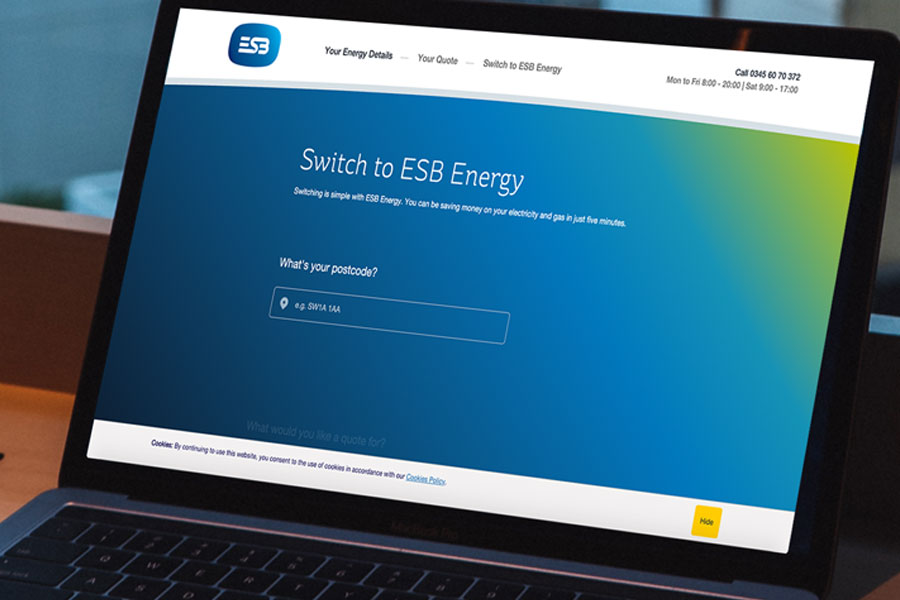 ESB
Your Energy Details — Your Quote — Switch to ESB Energy
Call 0345 60 70 372
Mon to Fri 8:00 - 20:00 | Sat 9:00 - 17:00
Switch to ESB Energy
Switching is simple with ESB Energy. You can be saving money on your electricity and gas in just five minutes.
What's your postcode?
e.g. SW1A 1AA
What would you like a quote for?
Cookies: By continuing to use this website, you consent to the use of cookies in accordance with our Cookies Policy.
Hide